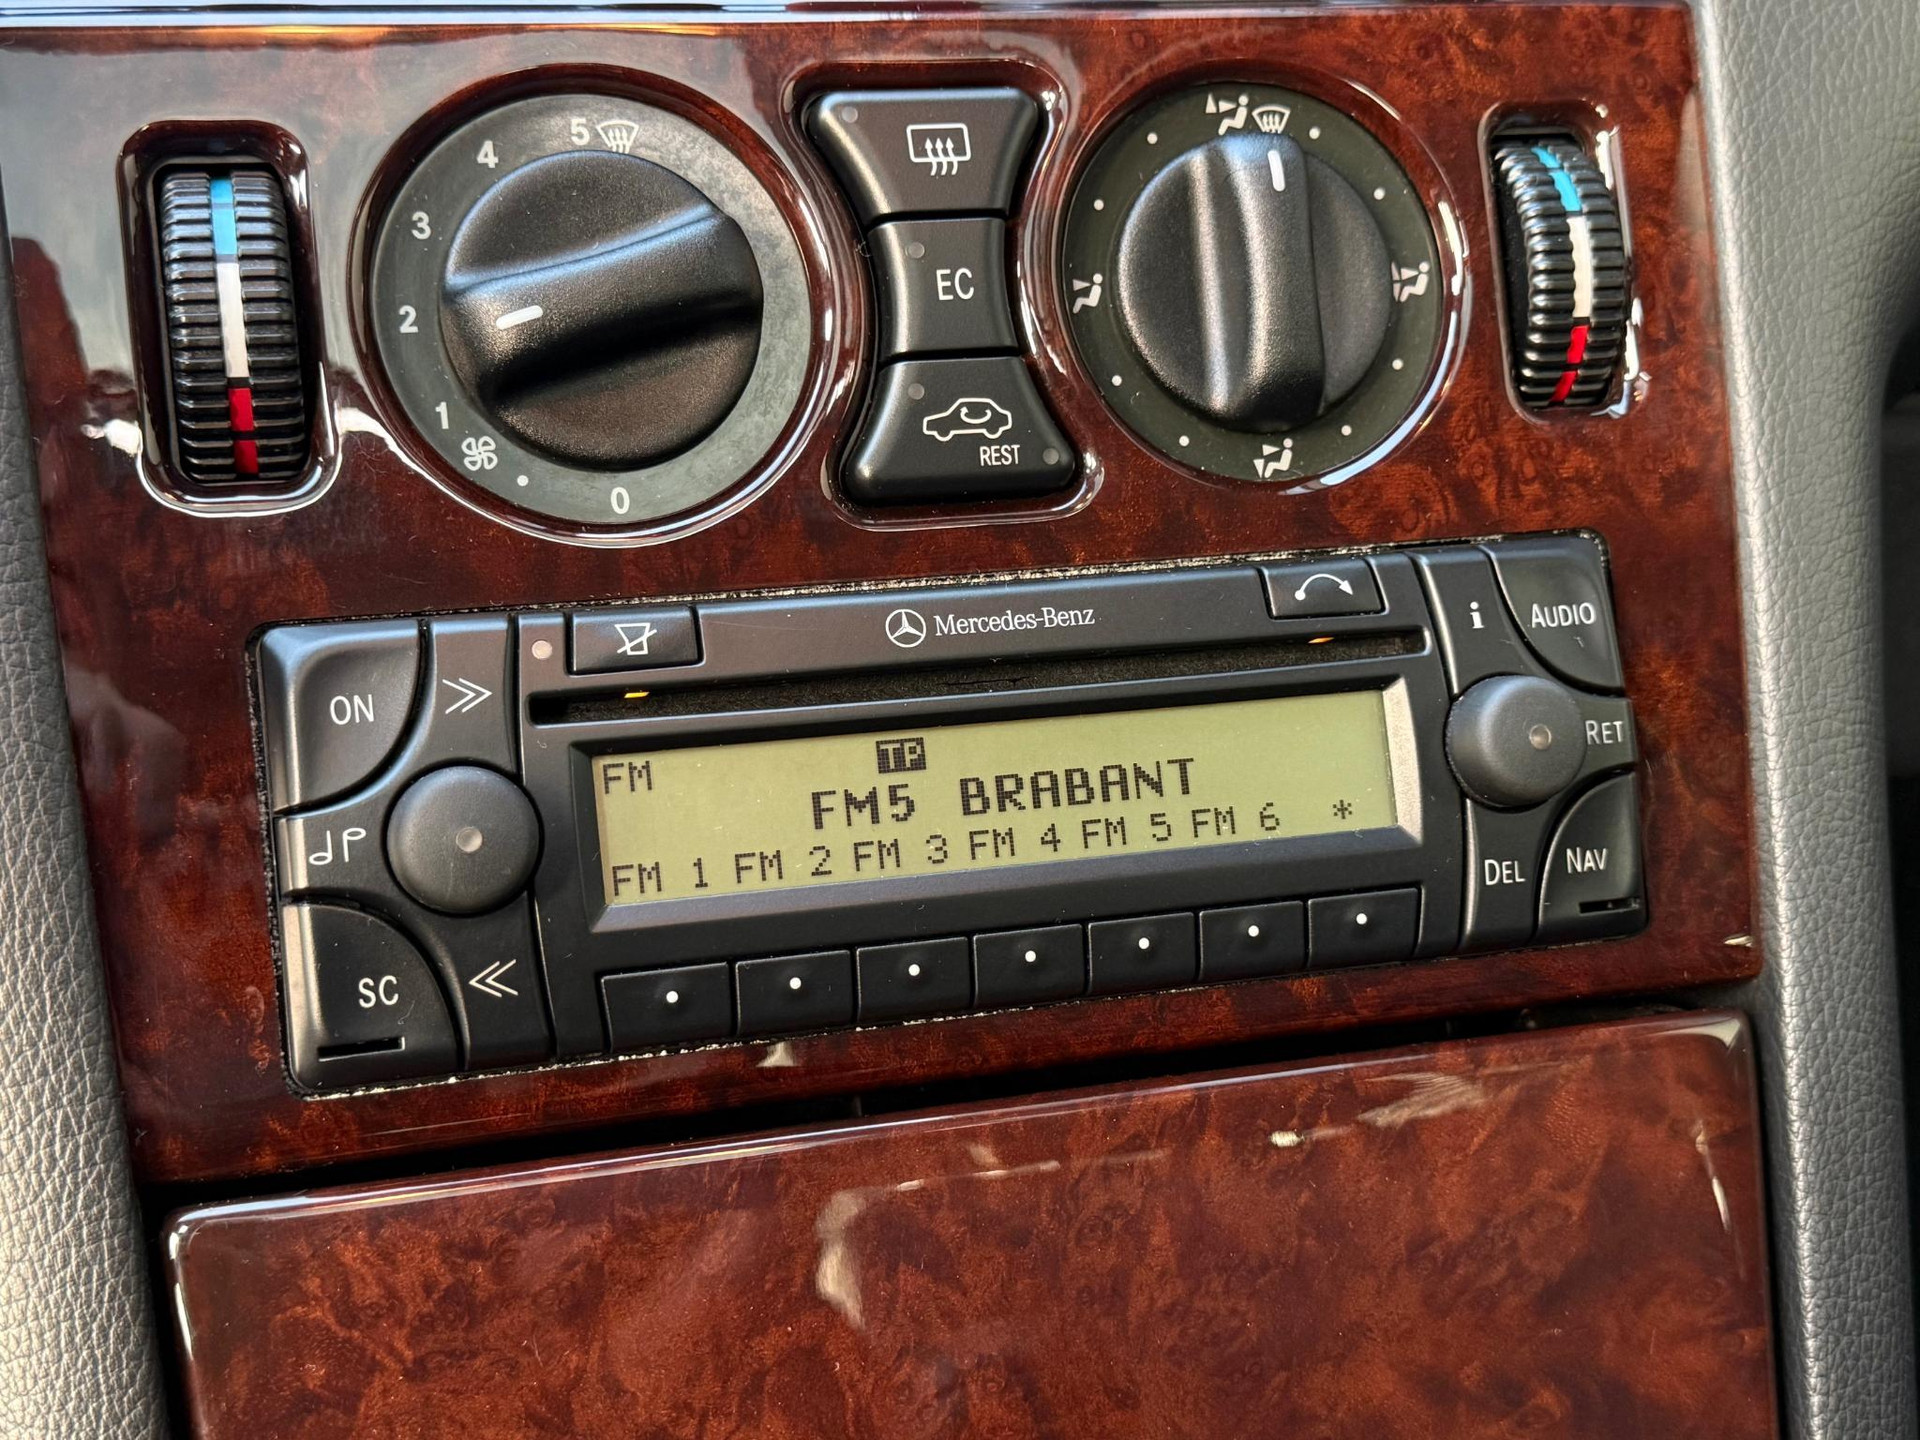 5
4
3
2
1
0
EC
REST
Mercedes-Benz
ON
SC
i
AUDIO
RET
DEL
NAV
FM
TP
FM5 BRABANT
FM 1 FM 2 FM 3 FM 4 FM 5 FM 6 *